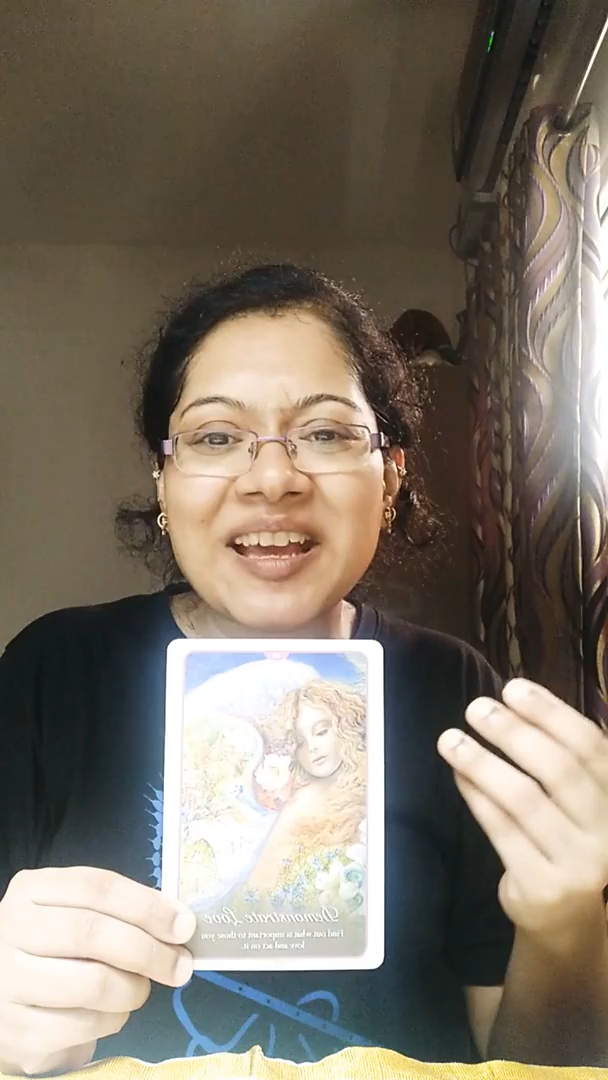 Demonstrate Love
Find out what is important to those you
love and act on it.